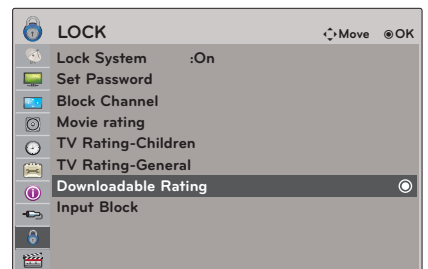 LOCK
Move OK
Lock System :On
Set Password
Block Channel
Movie rating
TV Rating-Children
TV Rating-General
Downloadable Rating
Input Block